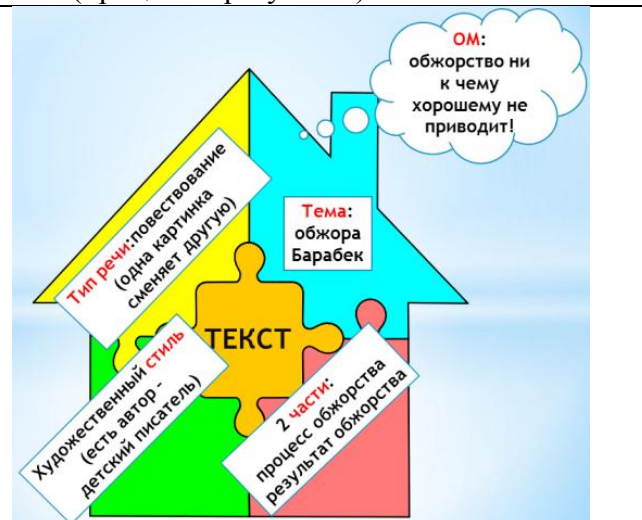 ОМ:
обжорство ни
к чему
хорошему не
приводит!
Тип речи:повествование
(одна картинка
сменяет другую)
Тема:
обжора
Барабек
ТЕКСТ
Художественный стиль
(есть автор -
детский писатель)
2 части:
процесс обжорства
результат обжорства